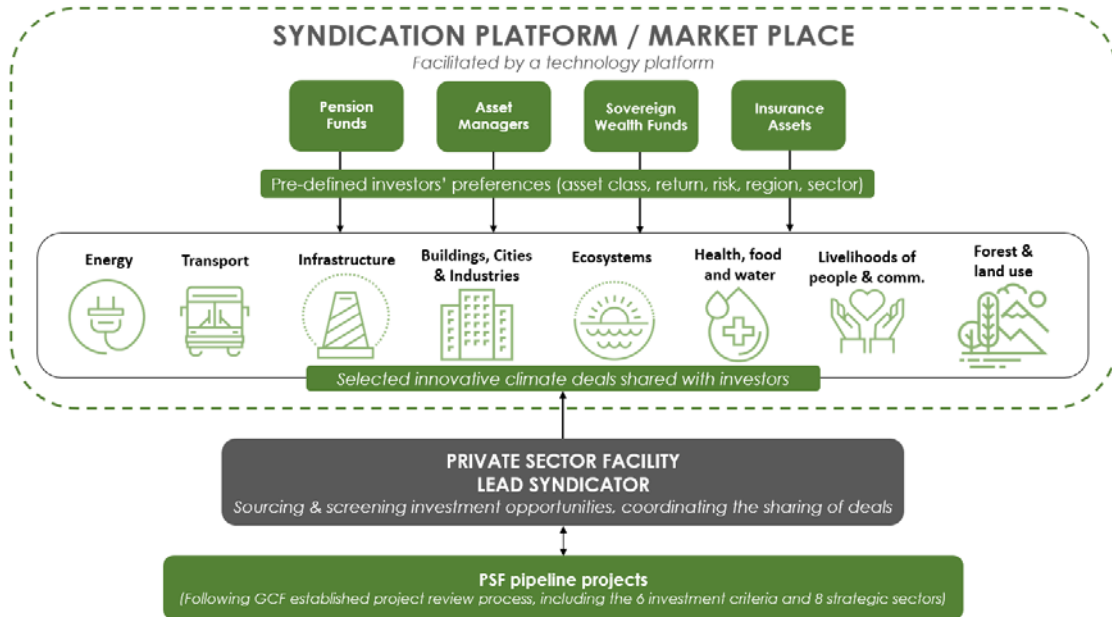 SYNDICATION PLATFORM / MARKET PLACE
Facilitated by a technology platform
Pension
Funds
Asset
Managers
Sovereign
Wealth Funds
Insurance
Assets
Pre-defined investors' preferences (asset class, return, risk, region, sector)
Energy
Transport
Infrastructure
Buildings, Cities
& Industries
Ecosystems
Health, food
and water
Livelihoods of
people & comm.
Forest &
land use
Selected innovative climate deals shared with investors
PRIVATE SECTOR FACILITY
LEAD SYNDICATOR
Sourcing & screening investment opportunities, coordinating the sharing of deals
PSF pipeline projects
(Following GCF established project review process, including the 6 investment criteria and 8 strategic sectors)